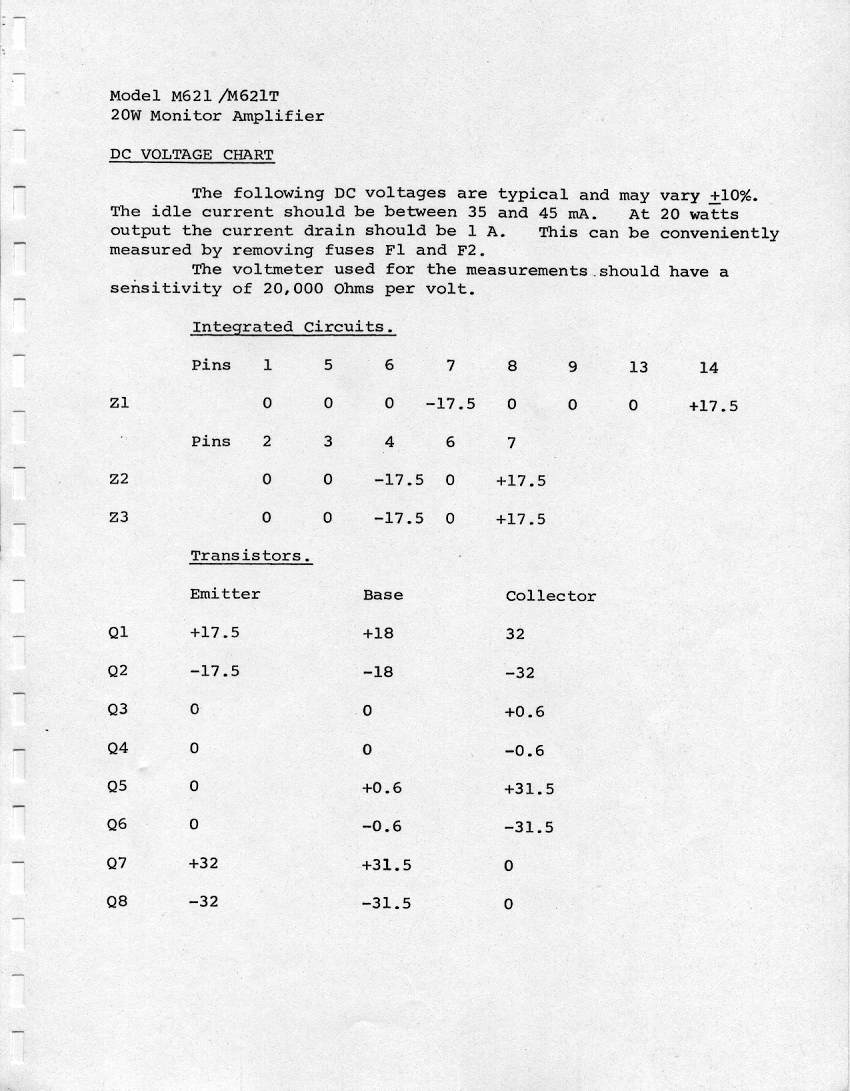 Model M621/M621T
20W Monitor Amplifier
DC VOLTAGE CHART
The following DC voltages are typical and may vary ±10%.
The idle current should be between 35 and 45 mA. At 20 watts
output the current drain should be 1 A. This can be conveniently
measured by removing fuses F1 and F2.
The voltmeter used for the measurements should have a
sensitivity of 20,000 Ohms per volt.
Integrated Circuits.
Pins 1 5 6 7 8 9 13 14
Z1 0 0 0 -17.5 0 0 0 +17.5
Pins 2 3 4 6 7
Z2 0 0 -17.5 0 +17.5
Z3 0 0 -17.5 0 +17.5
Transistors.
Emitter Base Collector
Q1 +17.5 +18 32
Q2 -17.5 -18 -32
Q3 0 0 +0.6
Q4 0 0 -0.6
Q5 0 +0.6 +31.5
Q6 0 -0.6 -31.5
Q7 +32 +31.5 0
Q8 -32 -31.5 0